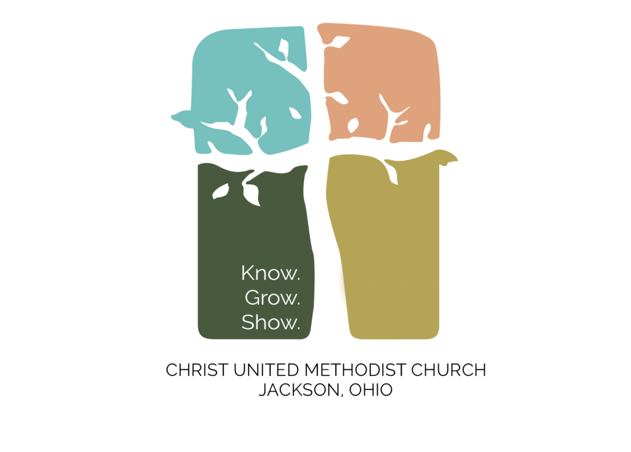 Know.
Grow.
Show.
CHRIST UNITED METHODIST CHURCH
JACKSON, OHIO